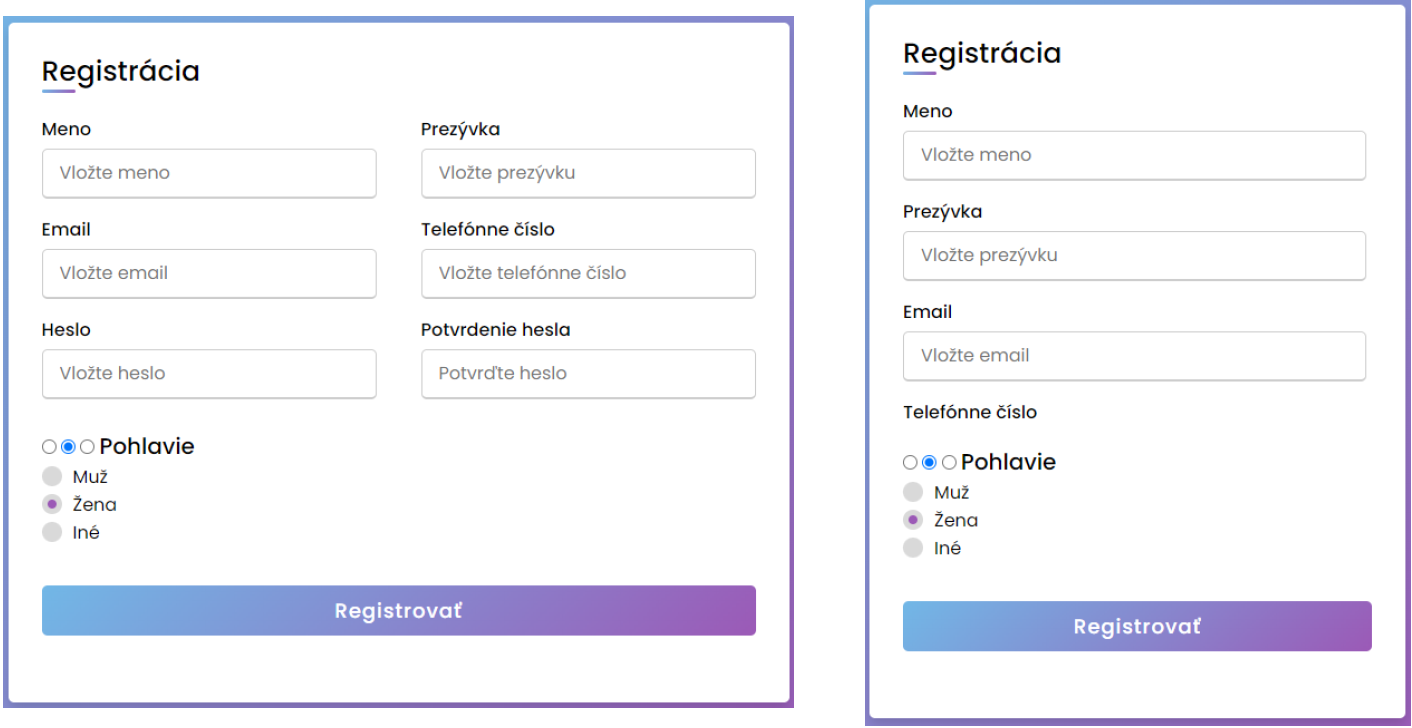 Registrácia
Meno
Prezývka
Vložte meno
Vložte prezývku
Email
Telefónne číslo
Vložte email
Vložte telefónne číslo
Heslo
Potvrdenie hesla
Vložte heslo
Potvrďte heslo
Pohlavie
Muž
Žena
Iné
Registrovať
Registrácia
Meno
Vložte meno
Prezývka
Vložte prezývku
Email
Vložte email
Telefónne číslo
Pohlavie
Muž
Žena
Iné
Registrovať